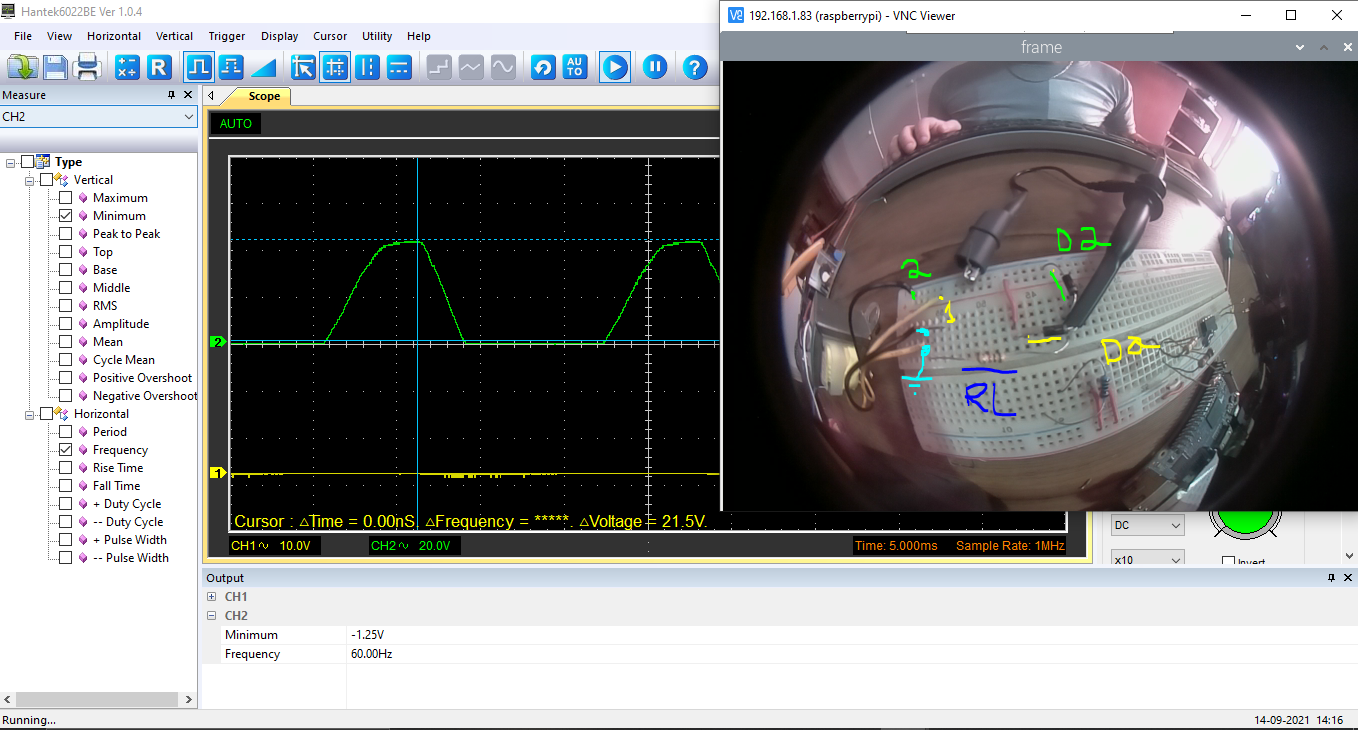 Hantek6022BE Ver 1.0.4
File View Horizontal Vertical Trigger Display Cursor Utility Help
R AUTO ?
Measure
CH2
Type
Vertical
Maximum
Minimum
Peak to Peak
Top
Base
Middle
RMS
Amplitude
Mean
Cycle Mean
Positive Overshoot
Negative Overshoot
Horizontal
Period
Frequency
Rise Time
Fall Time
+ Duty Cycle
-- Duty Cycle
+ Pulse Width
-- Pulse Width
Scope
AUTO
2
1
Cursor : △Time = 0.00nS. △Frequency = *****. △Voltage = 21.5V.
CH1~ 10.0V CH2~ 20.0V Time: 5.000ms Sample Rate: 1MHz
V2 192.168.1.83 (raspberrypi) - VNC Viewer
frame
D2
2
1
RL
DC
x10
Invert
Output
CH1
CH2
Minimum -1.25V
Frequency 60.00Hz
Running...
14-09-2021 14:16